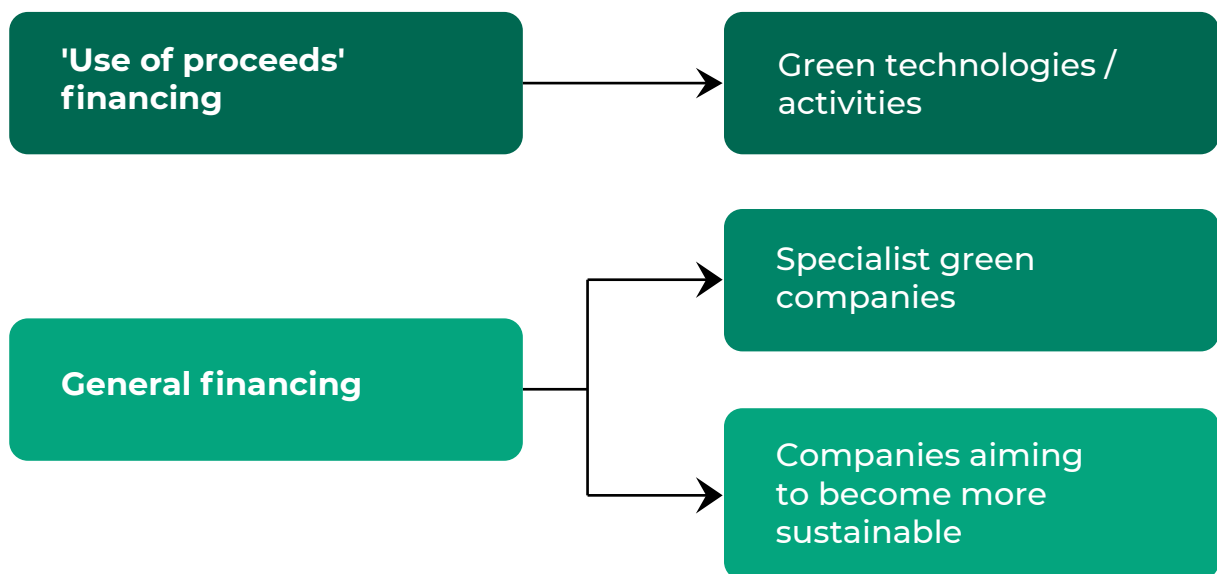 'Use of proceeds'
financing
Green technologies /
activities
Specialist green
companies
General financing
Companies aiming
to become more
sustainable